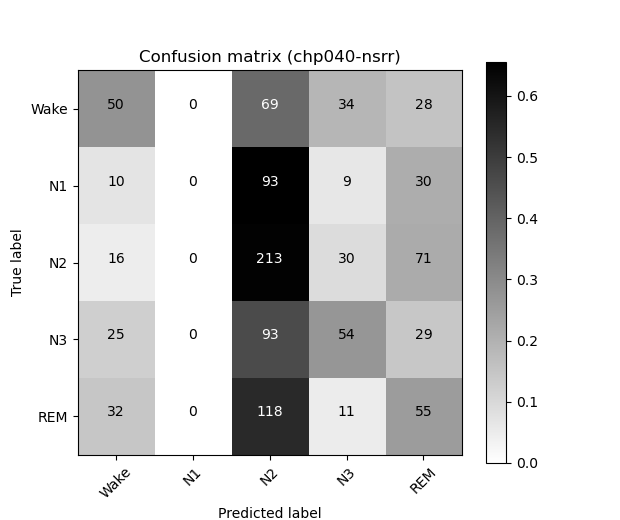 Confusion matrix (chp040-nsrr)
Wake 50 0 69 34 28
N1 10 0 93 9 30
N2 16 0 213 30 71
N3 25 0 93 54 29
REM 32 0 118 11 55
Wake N1 N2 N3 REM
Predicted label
True label
0.6
0.5
0.4
0.3
0.2
0.1
0.0